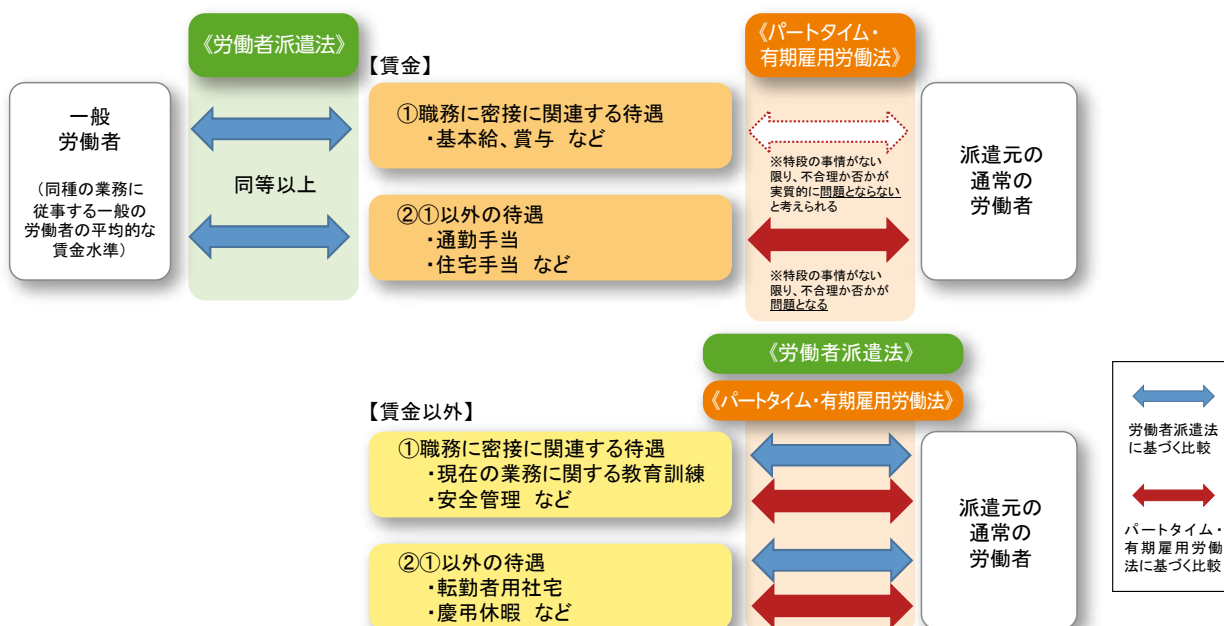 《労働者派遣法》
《パートタイム・
有期雇用労働法》
【賃金】
一般
労働者
(同種の業務に
従事する一般の
労働者の平均的な
賃金水準)
同等以上
①職務に密接に関連する待遇
・基本給、賞与 など
②①以外の待遇
・通勤手当
・住宅手当 など
※特段の事情がない
限り、不合理か否かが
実質的に問題とならない
と考えられる
※特段の事情がない
限り、不合理か否かが
問題となる
派遣元の
通常の
労働者
《労働者派遣法》
《パートタイム・有期雇用労働法》
【賃金以外】
①職務に密接に関連する待遇
・現在の業務に関する教育訓練
・安全管理 など
②①以外の待遇
・転勤者用社宅
・慶弔休暇 など
派遣元の
通常の
労働者
労働者派遣法
に基づく比較
パートタイム・
有期雇用労働
法に基づく比較